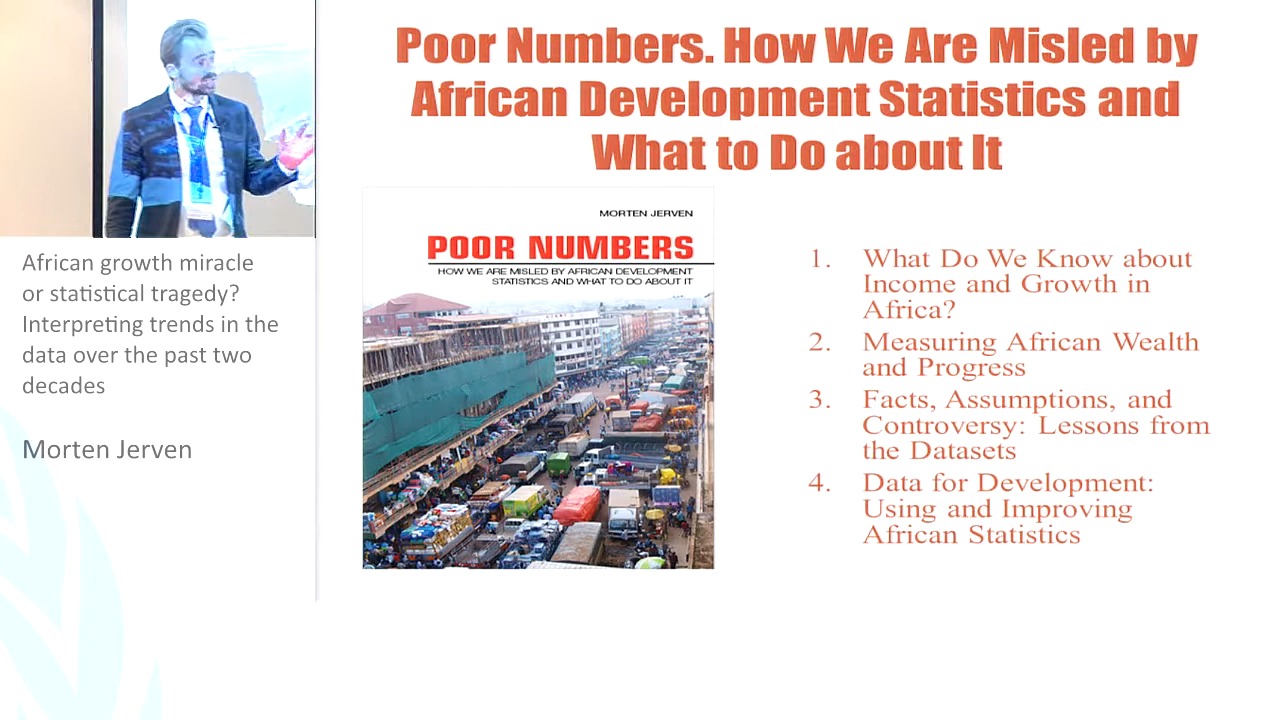 Poor Numbers. How We Are Misled by
African Development Statistics and
What to Do about It
African growth miracle
or statistical tragedy?
Interpreting trends in the
data over the past two
decades
Morten Jerven
MORTEN JERVEN
POOR NUMBERS
HOW WE ARE MISLED BY AFRICAN DEVELOPMENT
STATISTICS AND WHAT TO DO ABOUT IT
1. What Do We Know about
Income and Growth in
Africa?
2. Measuring African Wealth
and Progress
3. Facts, Assumptions, and
Controversy: Lessons from
the Datasets
4. Data for Development:
Using and Improving
African Statistics